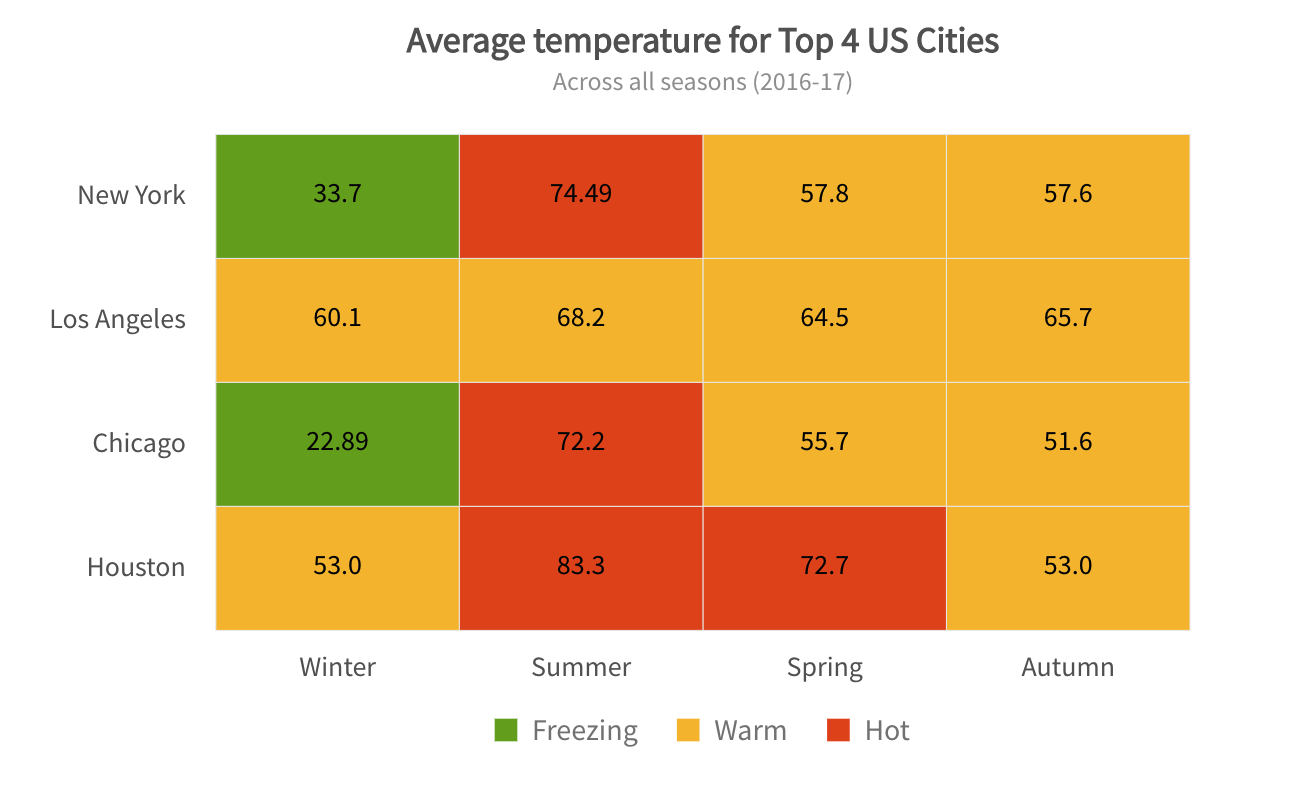 Average temperature for Top 4 US Cities
Across all seasons (2016-17)
New York 33.7 74.49 57.8 57.6
Los Angeles 60.1 68.2 64.5 65.7
Chicago 22.89 72.2 55.7 51.6
Houston 53.0 83.3 72.7 53.0
Winter Summer Spring Autumn
Freezing Warm Hot